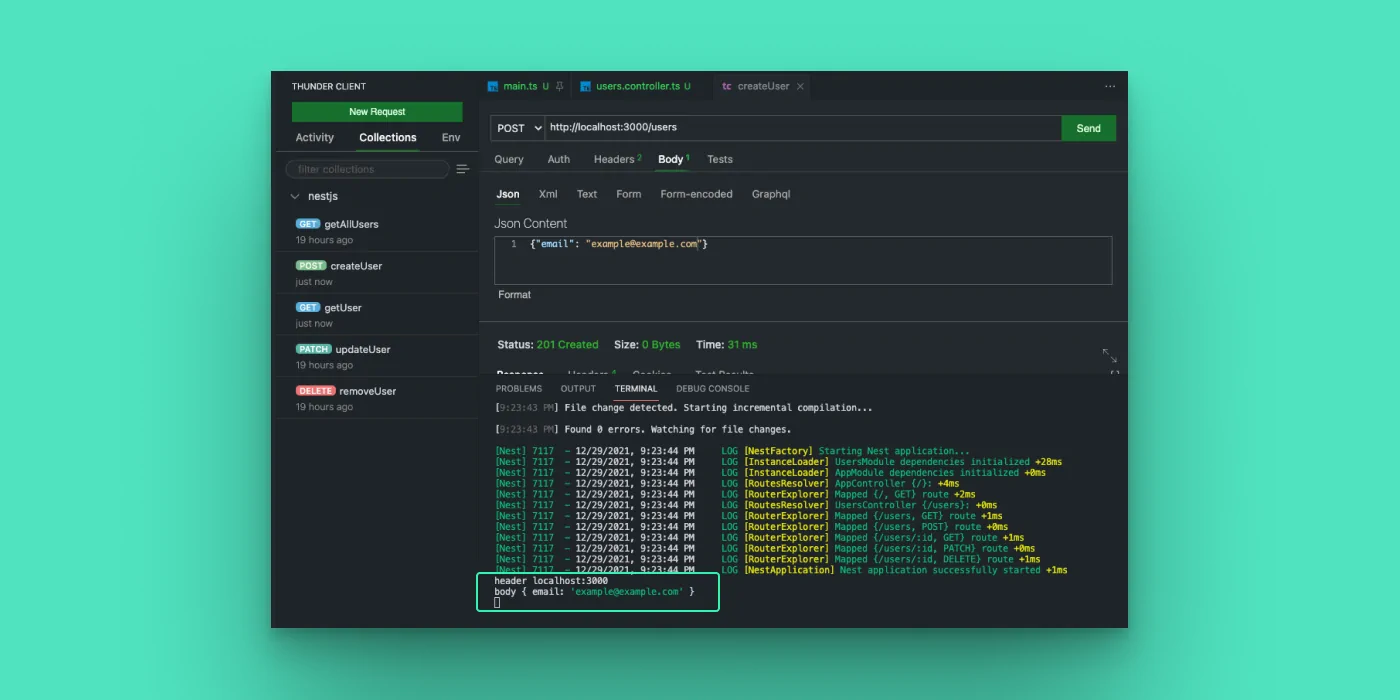 THUNDER CLIENT
New Request
Activity Collections Env
filter collections
nestjs
GET getAllUsers
19 hours ago
POST createUser
just now
GET getUser
just now
PATCH updateUser
19 hours ago
DELETE removeUser
19 hours ago
main.ts U users.controller.ts U tc createUser
POST http://localhost:3000/users Send
Query Auth Headers 2 Body 1 Tests
Json Xml Text Form Form-encoded Graphql
Json Content
1 {"email": "example@example.com"}
Format
Status: 201 Created Size: 0 Bytes Time: 31 ms
Response Headers 4 Cookies Test Results
PROBLEMS OUTPUT TERMINAL DEBUG CONSOLE
[9:23:43 PM] File change detected. Starting incremental compilation...
[9:23:43 PM] Found 0 errors. Watching for file changes.
[Nest] 7117 - 12/29/2021, 9:23:44 PM LOG [NestFactory] Starting Nest application...
[Nest] 7117 - 12/29/2021, 9:23:44 PM LOG [InstanceLoader] UsersModule dependencies initialized +28ms
[Nest] 7117 - 12/29/2021, 9:23:44 PM LOG [InstanceLoader] AppModule dependencies initialized +0ms
[Nest] 7117 - 12/29/2021, 9:23:44 PM LOG [RoutesResolver] AppController {/}: +4ms
[Nest] 7117 - 12/29/2021, 9:23:44 PM LOG [RouterExplorer] Mapped {/, GET} route +2ms
[Nest] 7117 - 12/29/2021, 9:23:44 PM LOG [RoutesResolver] UsersController {/users}: +0ms
[Nest] 7117 - 12/29/2021, 9:23:44 PM LOG [RouterExplorer] Mapped {/users, GET} route +1ms
[Nest] 7117 - 12/29/2021, 9:23:44 PM LOG [RouterExplorer] Mapped {/users, POST} route +0ms
[Nest] 7117 - 12/29/2021, 9:23:44 PM LOG [RouterExplorer] Mapped {/users/:id, GET} route +1ms
[Nest] 7117 - 12/29/2021, 9:23:44 PM LOG [RouterExplorer] Mapped {/users/:id, PATCH} route +0ms
[Nest] 7117 - 12/29/2021, 9:23:44 PM LOG [RouterExplorer] Mapped {/users/:id, DELETE} route +1ms
[Nest] 7117 - 12/29/2021, 9:23:44 PM LOG [NestApplication] Nest application successfully started +1ms
header localhost:3000
body { email: 'example@example.com' }